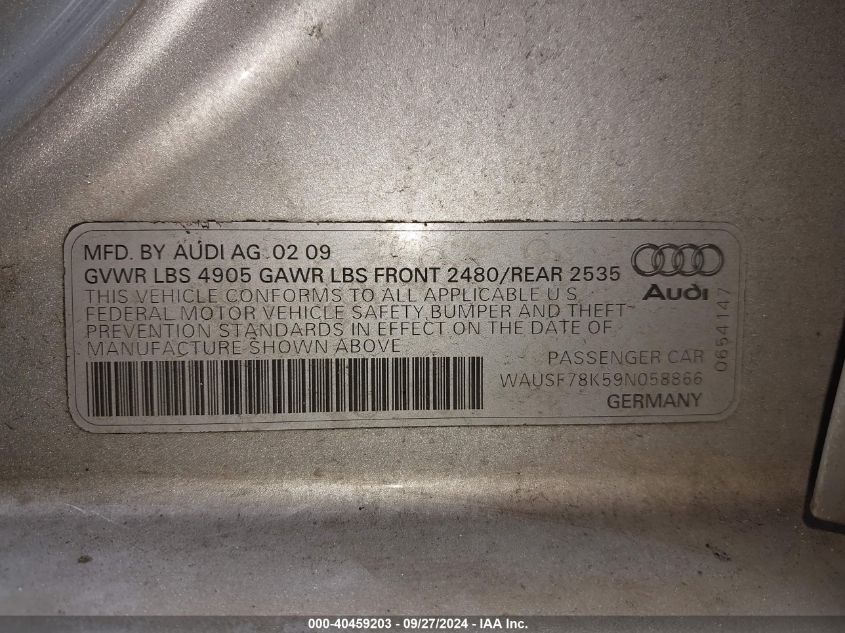 MFD. BY AUDI AG 02 09
GVWR LBS 4905 GAWR LBS FRONT 2480/REAR 2535
THIS VEHICLE CONFORMS TO ALL APPLICABLE U S
FEDERAL MOTOR VEHICLE SAFETY, BUMPER AND THEFT
PREVENTION STANDARDS IN EFFECT ON THE DATE OF
MANUFACTURE SHOWN ABOVE
Audi
0654147
PASSENGER CAR
WAUSF78K59N058866
GERMANY
000-40459203 - 09/27/2024 - IAA Inc.